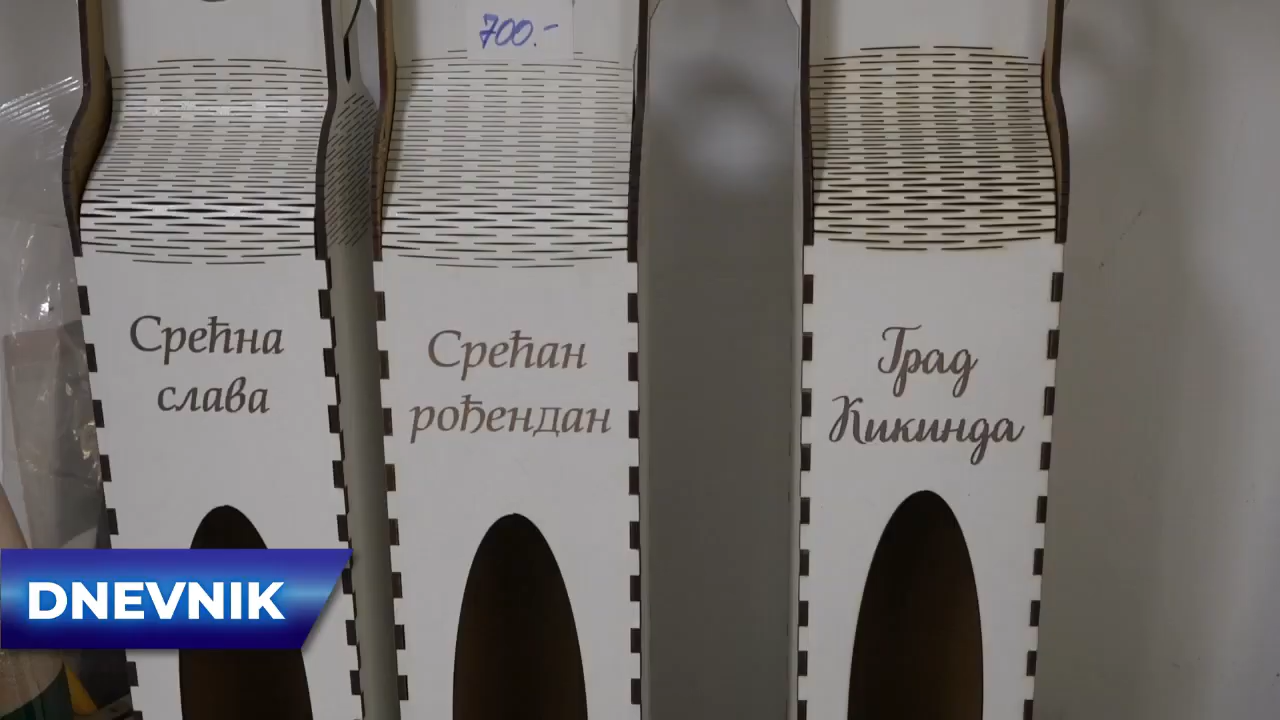 700.-
Срећна
слава
Срећан
рођендан
Град
Кикинда
DNEVNIK